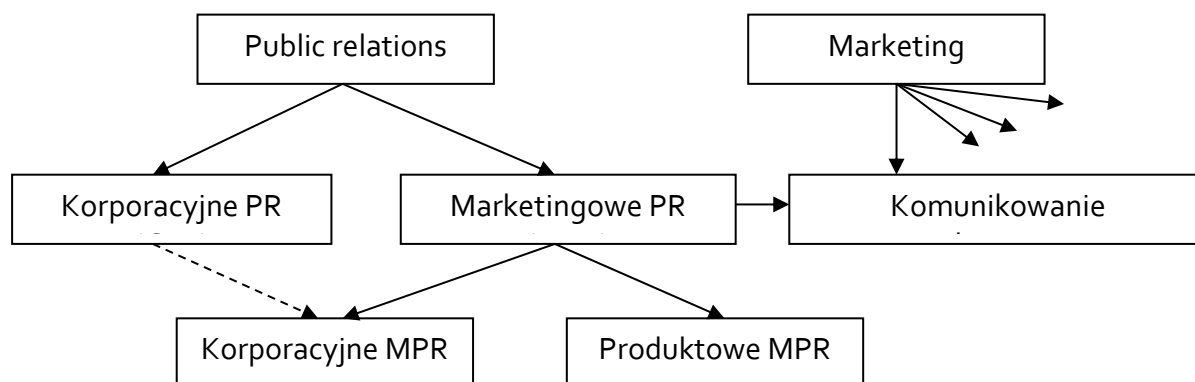 Public relations
Marketing
Korporacyjne PR
Marketingowe PR
Komunikowanie
Korporacyjne MPR
Produktowe MPR